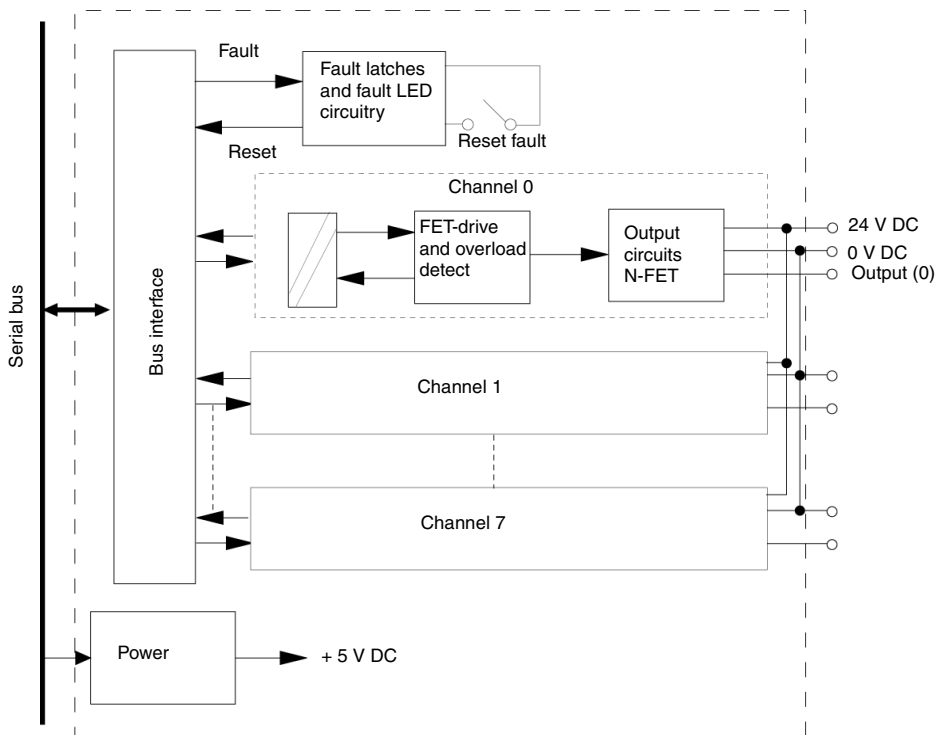 Fault
Fault latches
and fault LED
circuitry
Reset fault
Reset
Channel 0
FET-drive
and overload
detect
Output
circuits
N-FET
24 V DC
0 V DC
Output (0)
Serial bus
Bus interface
Channel 1
Channel 7
Power
+ 5 V DC